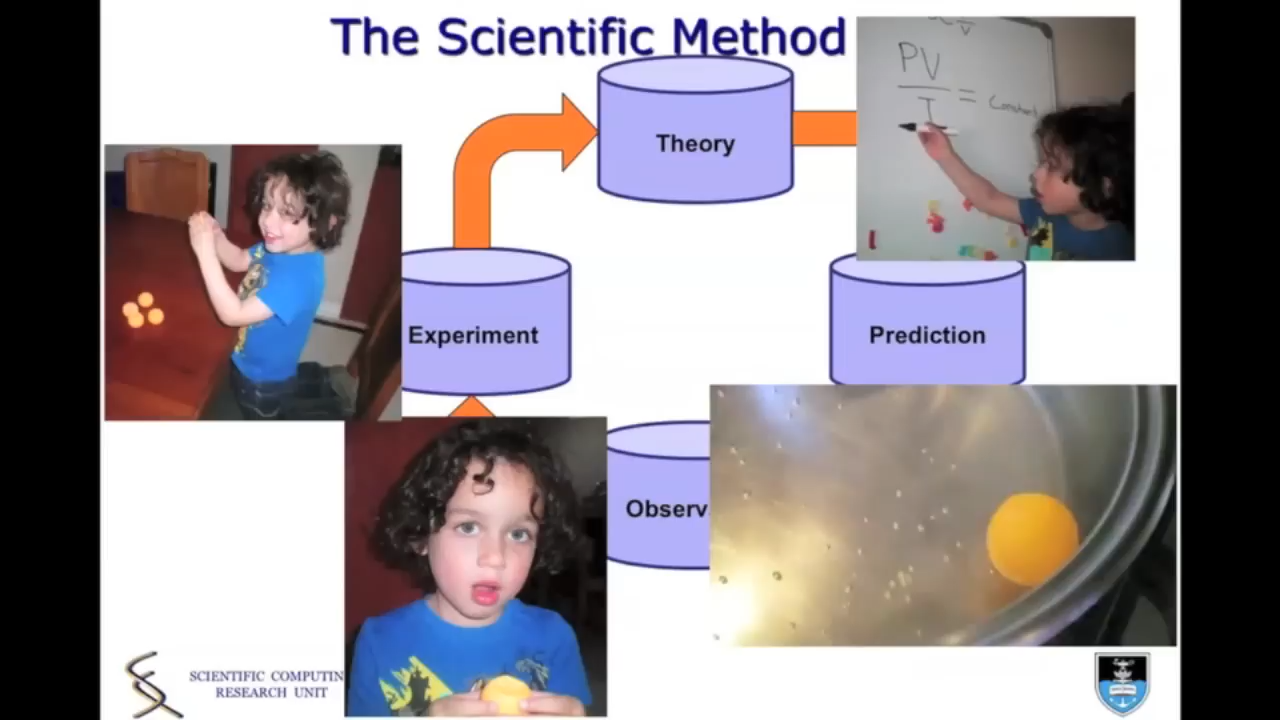 The Scientific Method
PV
T
= Constant
Theory
Experiment
Prediction
Observ
SCIENTIFIC COMPUTIN
RESEARCH UNIT